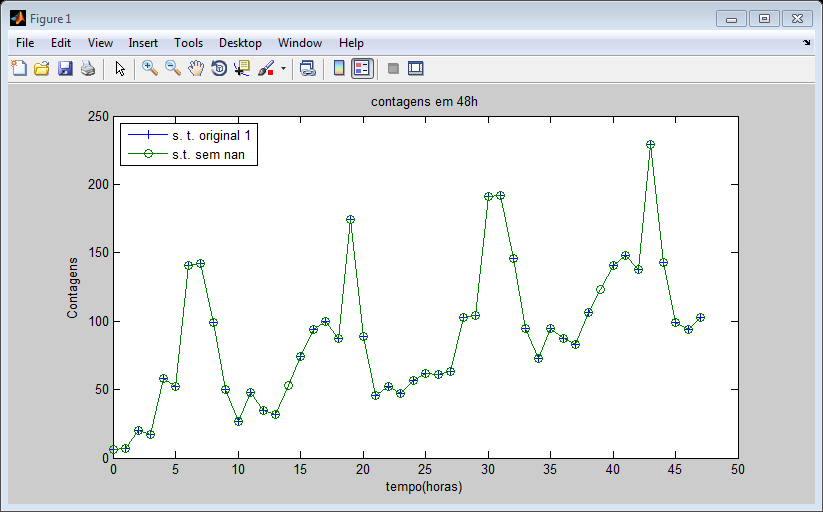 Figure 1
File Edit View Insert Tools Desktop Window Help
contagens em 48h
s. t. original 1
s.t. sem nan
250
200
150
100
50
0
Contagens
0 5 10 15 20 25 30 35 40 45 50
tempo(horas)